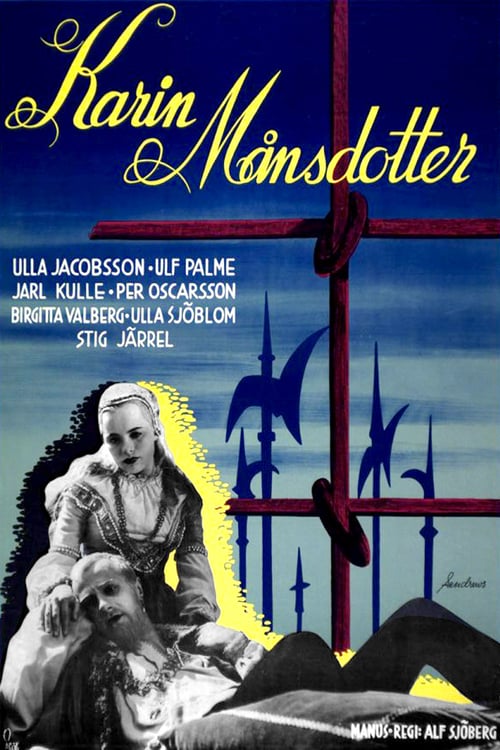 Karin
Månsdotter
ULLA JACOBSSON • ULF PALME
JARL KULLE • PER OSCARSSON
BIRGITTA VALBERG • ULLA SJÖBLOM
STIG JÄRREL
Sandrews
MANUS • REGI: ALF SJÖBERG